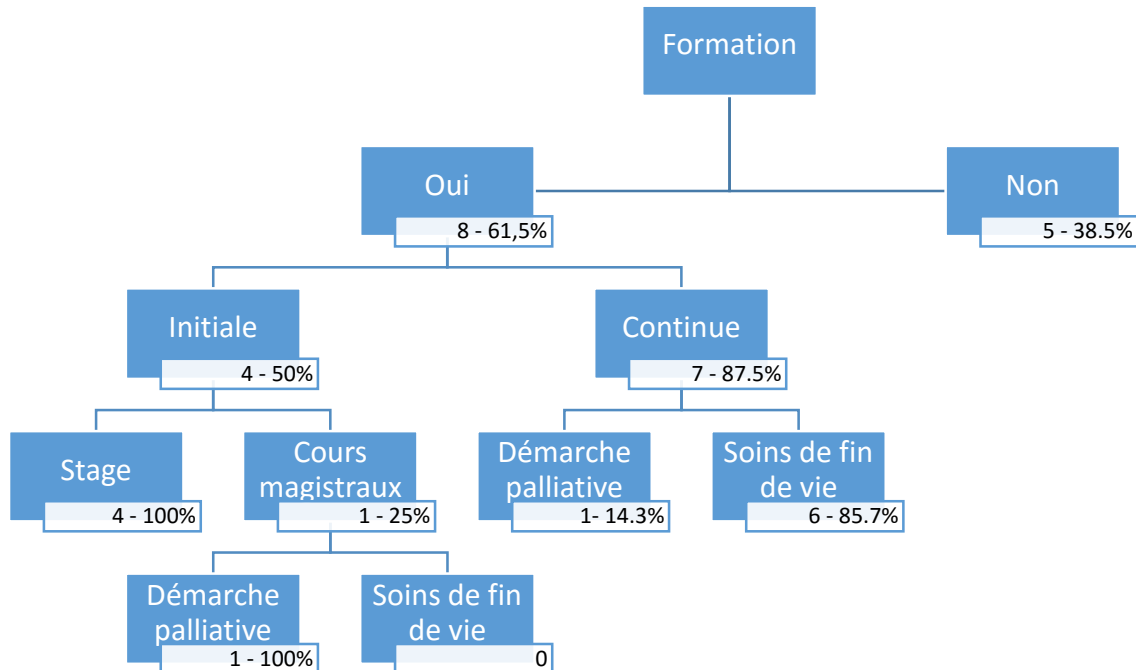 Formation
Oui
8 - 61,5%
Non
5 - 38.5%
Initiale
4 - 50%
Continue
7 - 87.5%
Stage
4 - 100%
Cours
magistraux
1 - 25%
Démarche
palliative
1- 14.3%
Soins de fin
de vie
6 - 85.7%
Démarche
palliative
1 - 100%
Soins de fin
de vie
0